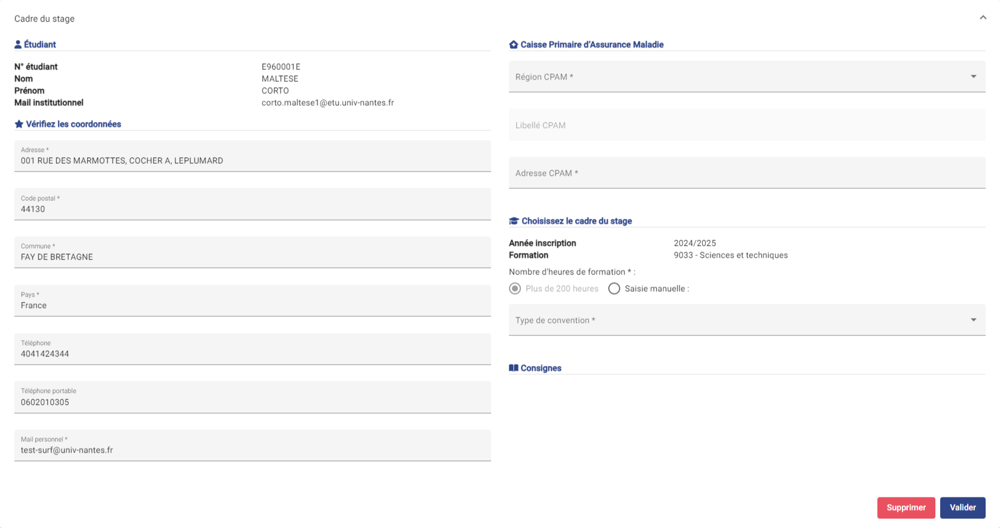 Cadre du stage
Étudiant
N° étudiant E960001E
Nom MALTESE
Prénom CORTO
Mail institutionnel corto.maltese1@etu.univ-nantes.fr
Vérifiez les coordonnées
Adresse *
001 RUE DES MARMOTTES, COCHER A, LEPLUMARD
Code postal *
44130
Commune *
FAY DE BRETAGNE
Pays *
France
Téléphone
4041424344
Téléphone portable
0602010305
Mail personnel *
test-surf@univ-nantes.fr
Caisse Primaire d'Assurance Maladie
Région CPAM *
Libellé CPAM
Adresse CPAM *
Choisissez le cadre du stage
Année inscription 2024/2025
Formation 9033 - Sciences et techniques
Nombre d'heures de formation * :
Plus de 200 heures Saisie manuelle :
Type de convention *
Consignes
Supprimer Valider